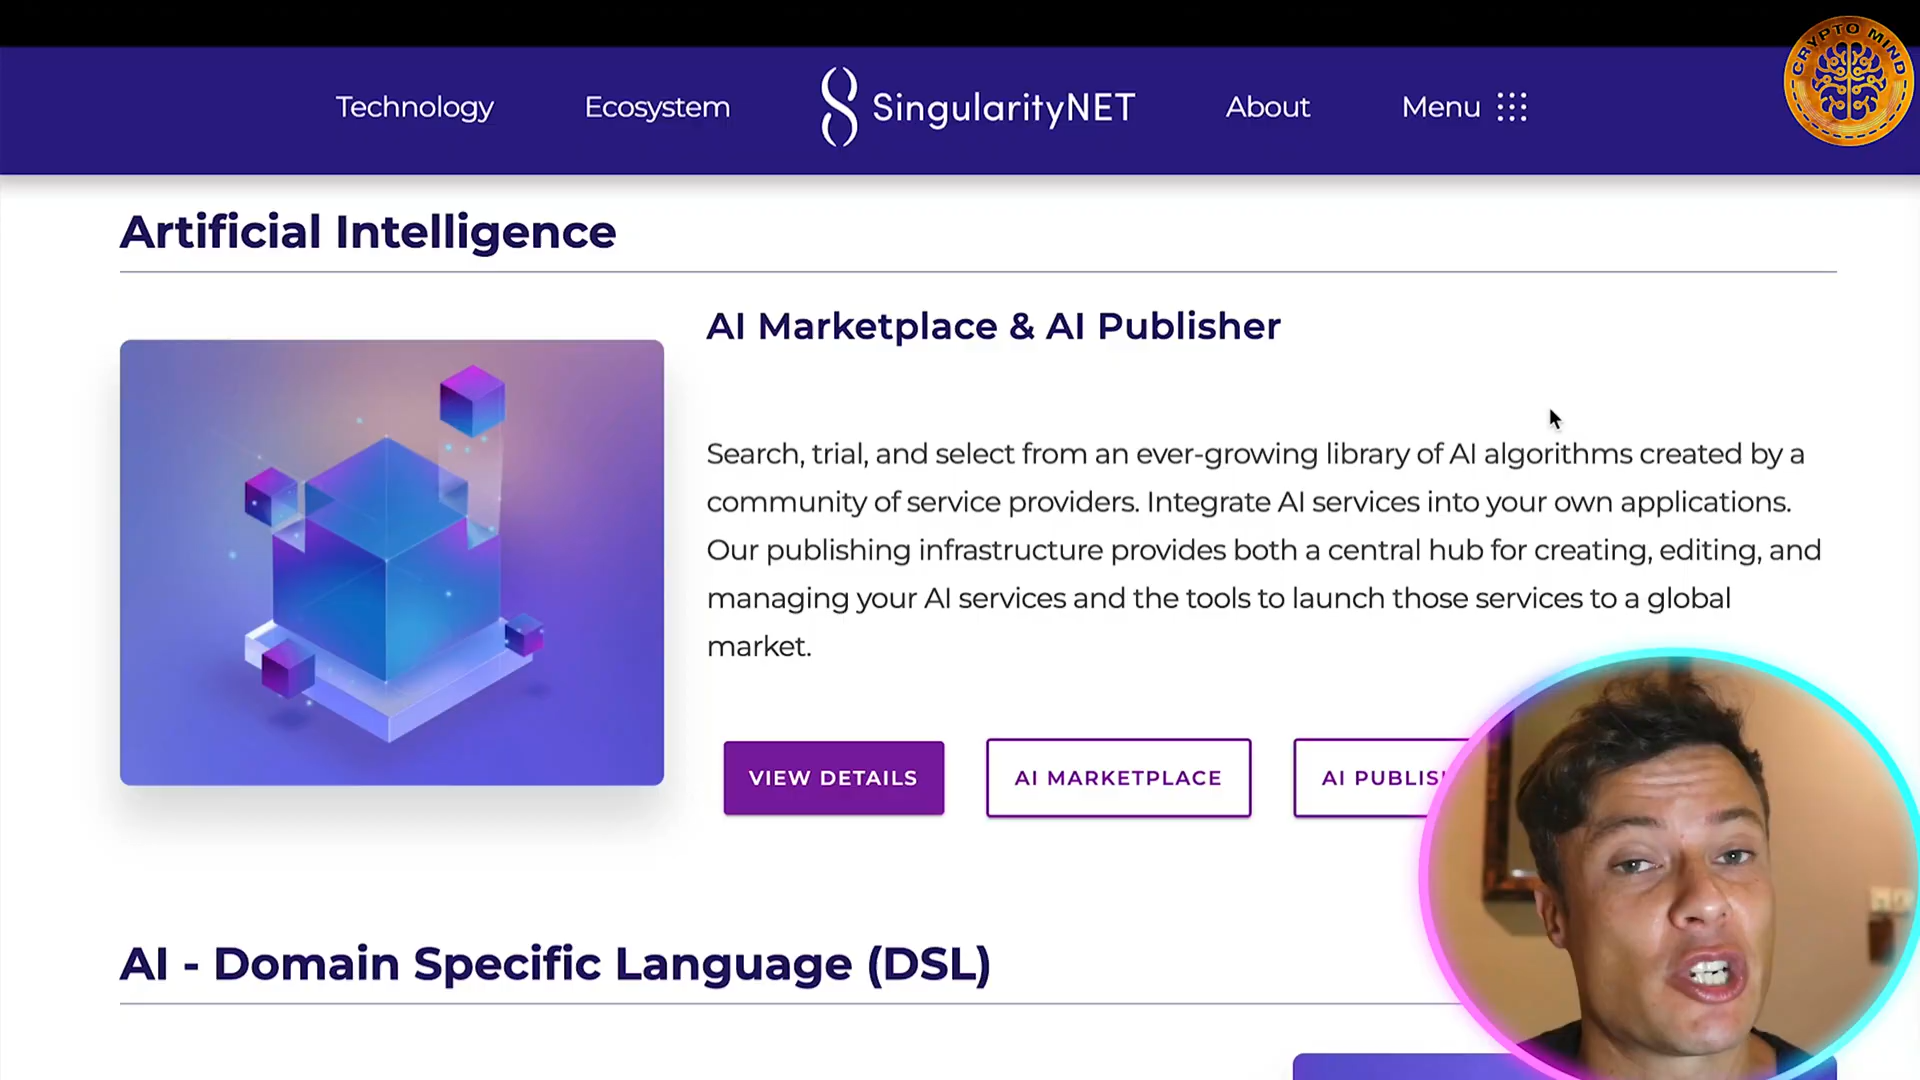 CRYPTO MIND
Technology
Ecosystem
SingularityNET
About
Menu
Artificial Intelligence
AI Marketplace & AI Publisher
Search, trial, and select from an ever-growing library of AI algorithms created by a
community of service providers. Integrate AI services into your own applications.
Our publishing infrastructure provides both a central hub for creating, editing, and
managing your AI services and the tools to launch those services to a global
market.
VIEW DETAILS
AI MARKETPLACE
AI PUBLIS
AI - Domain Specific Language (DSL)